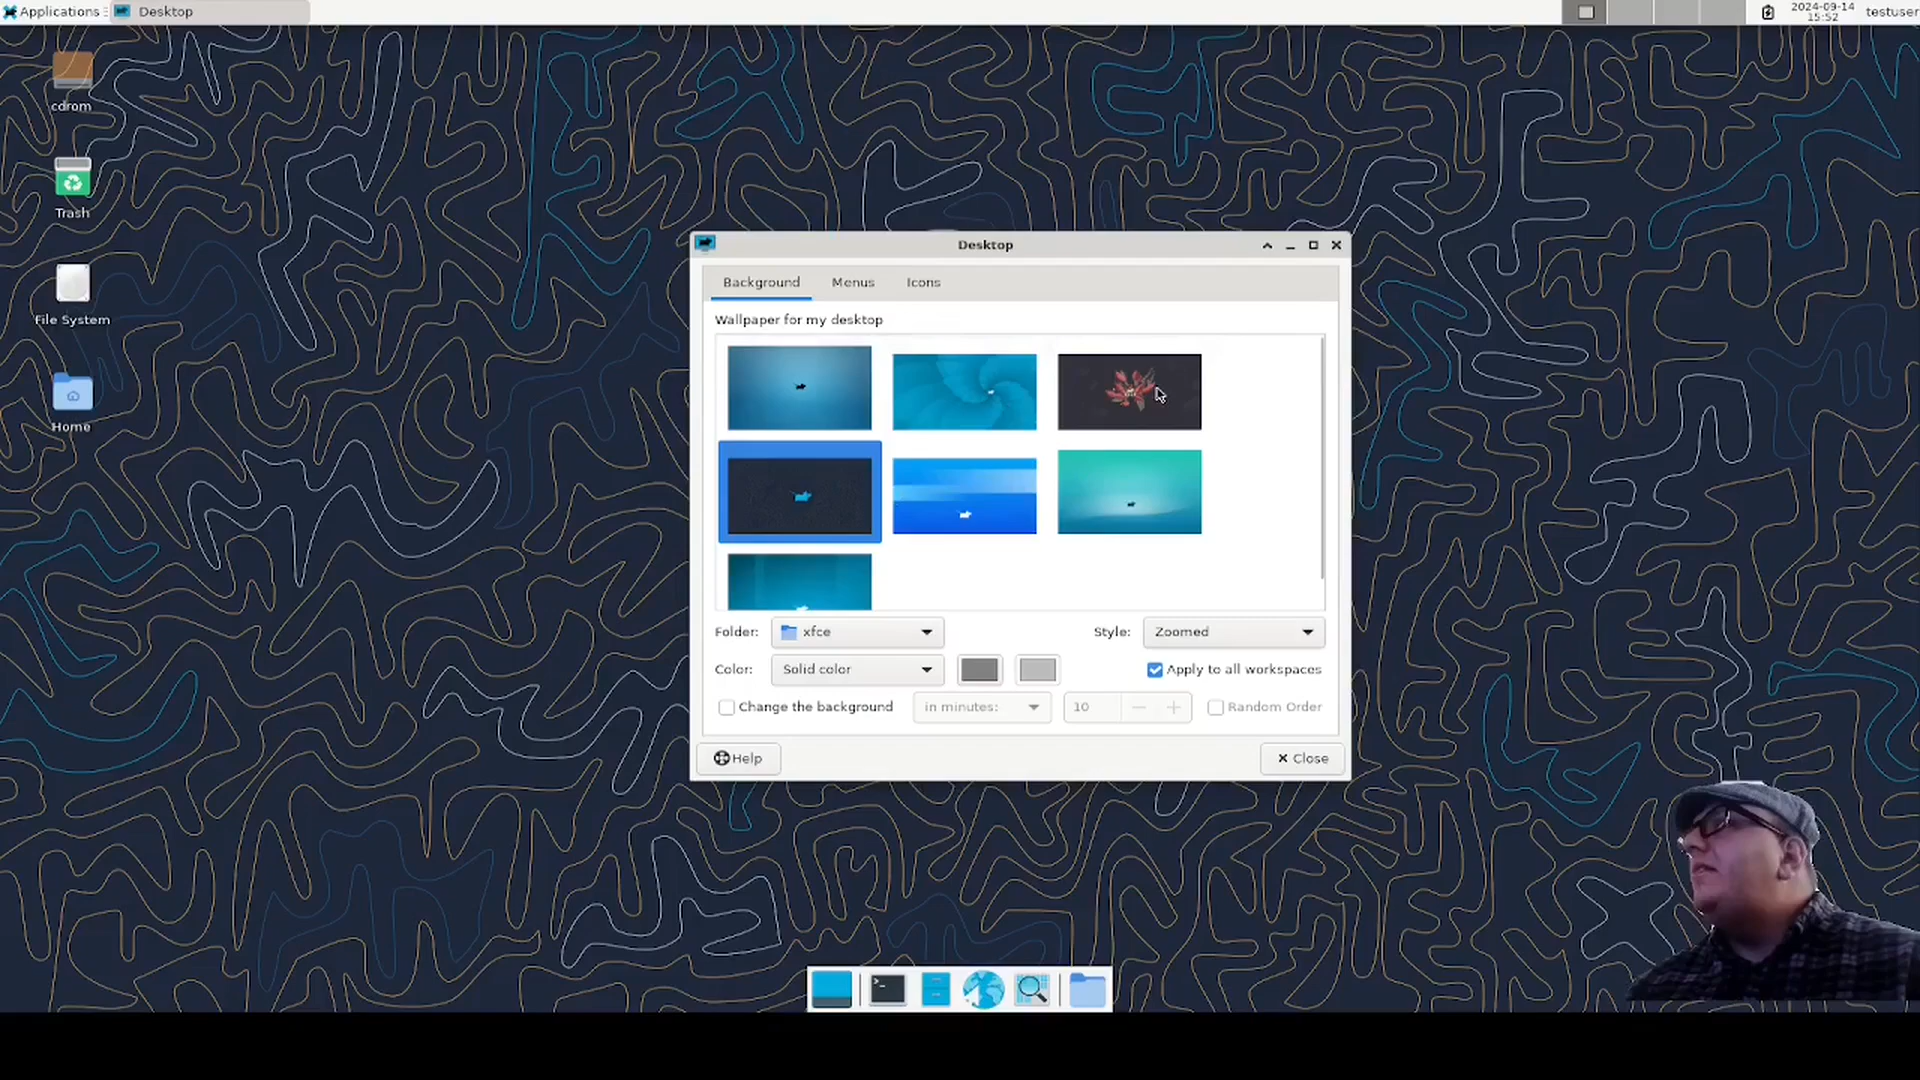 Applications
Desktop
2024-09-14
15:52
testuser
cdrom
Trash
File System
Home
Desktop
Background
Menus
Icons
Wallpaper for my desktop
Folder:
xfce
Style:
Zoomed
Color:
Solid color
Apply to all workspaces
Change the background
in minutes:
10
Random Order
Help
Close